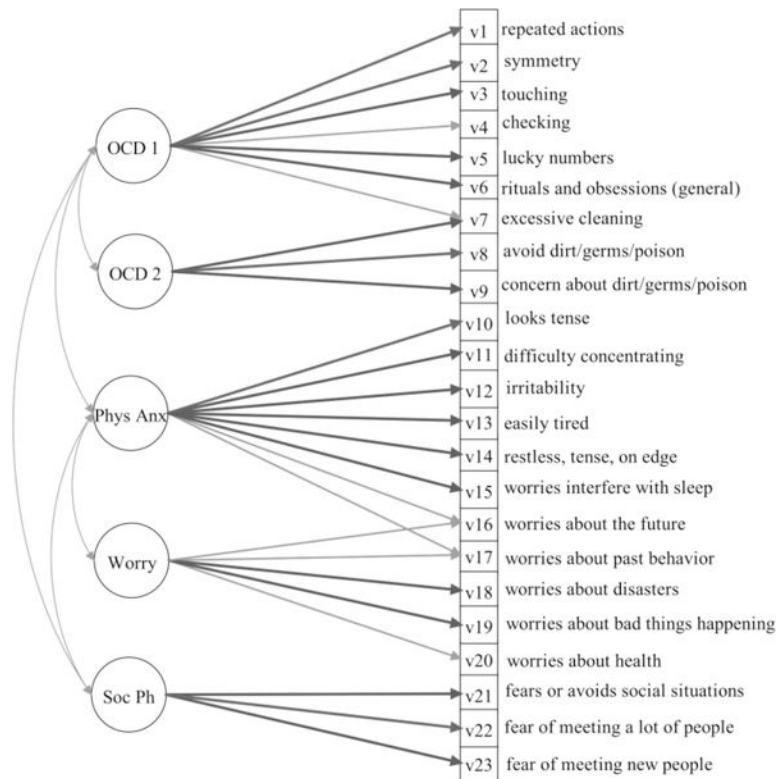 v1 repeated actions
v2 symmetry
v3 touching
v4 checking
OCD 1
v5 lucky numbers
v6 rituals and obsessions (general)
v7 excessive cleaning
v8 avoid dirt/germs/poison
OCD 2
v9 concern about dirt/germs/poison
v10 looks tense
v11 difficulty concentrating
v12 irritability
Phys Anx
v13 easily tired
v14 restless, tense, on edge
v15 worries interfere with sleep
v16 worries about the future
v17 worries about past behavior
Worry
v18 worries about disasters
v19 worries about bad things happening
v20 worries about health
v21 fears or avoids social situations
Soc Ph
v22 fear of meeting a lot of people
v23 fear of meeting new people